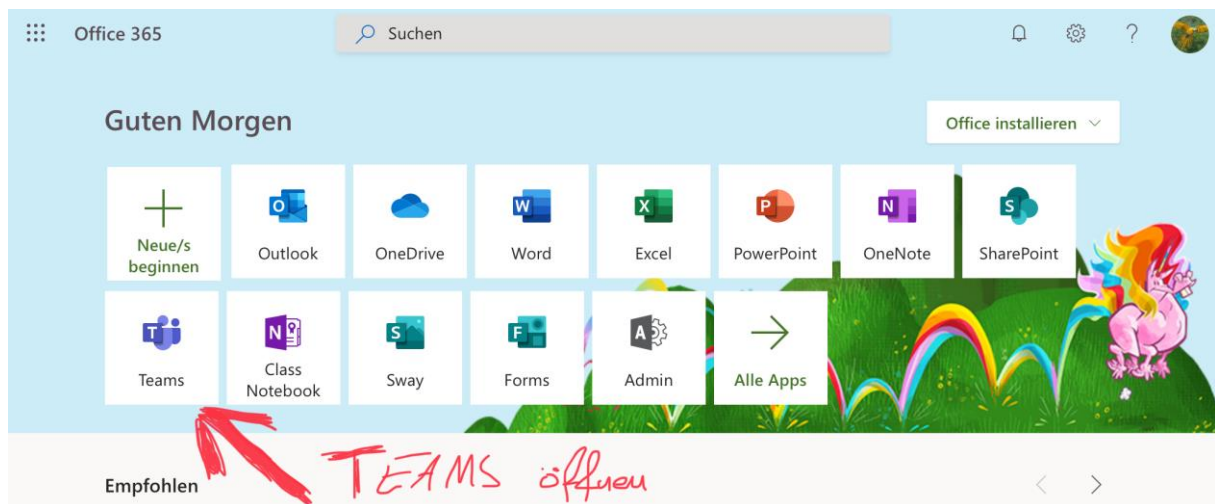 Office 365
Suchen
Guten Morgen
Office installieren
Neue/s
beginnen
Outlook
OneDrive
Word
Excel
PowerPoint
OneNote
SharePoint
Teams
Class
Notebook
Sway
Forms
Admin
Alle Apps
TEAMS öffnen
Empfohlen